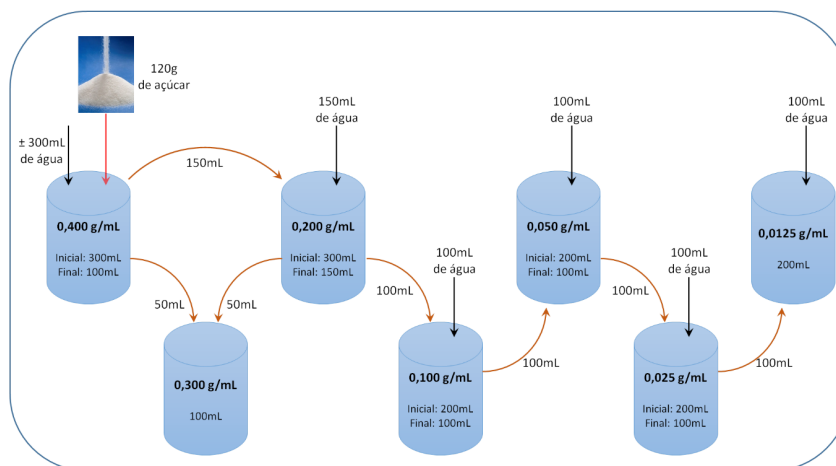 120g
de açúcar
± 300mL
de água
150mL
150mL
de água
100mL
de água
100mL
de água
0,400 g/mL
Inicial: 300mL
Final: 100mL
0,200 g/mL
Inicial: 300mL
Final: 150mL
0,050 g/mL
Inicial: 200mL
Final: 100mL
0,0125 g/mL
200mL
100mL
de água
100mL
de água
50mL
50mL
100mL
100mL
100mL
100mL
0,300 g/mL
100mL
0,100 g/mL
Inicial: 200mL
Final: 100mL
0,025 g/mL
Inicial: 200mL
Final: 100mL